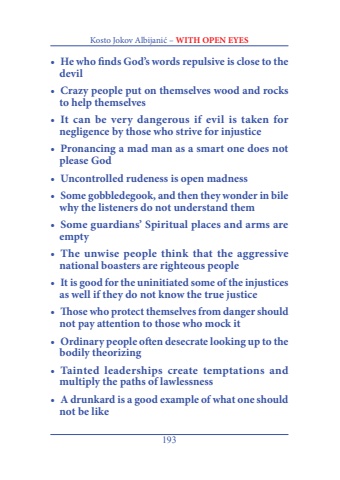 Kosto Jokov Albijanić – WITH OPEN EYES
• He who finds God's words repulsive is close to the
devil
• Crazy people put on themselves wood and rocks
to help themselves
• It can be very dangerous if evil is taken for
negligence by those who strive for injustice
• Pronancing a mad man as a smart one does not
please God
• Uncontrolled rudeness is open madness
• Some gobbledegook, and then they wonder in bile
why the listeners do not understand them
• Some guardians' Spiritual places and arms are
empty
• The unwise people think that the aggressive
national boasters are righteous people
• It is good for the uninitiated some of the injustices
as well if they do not know the true justice
• Those who protect themselves from danger should
not pay attention to those who mock it
• Ordinary people often desecrate looking up to the
bodily theorizing
• Tainted leaderships create temptations and
multiply the paths of lawlessness
• A drunkard is a good example of what one should
not be like
193